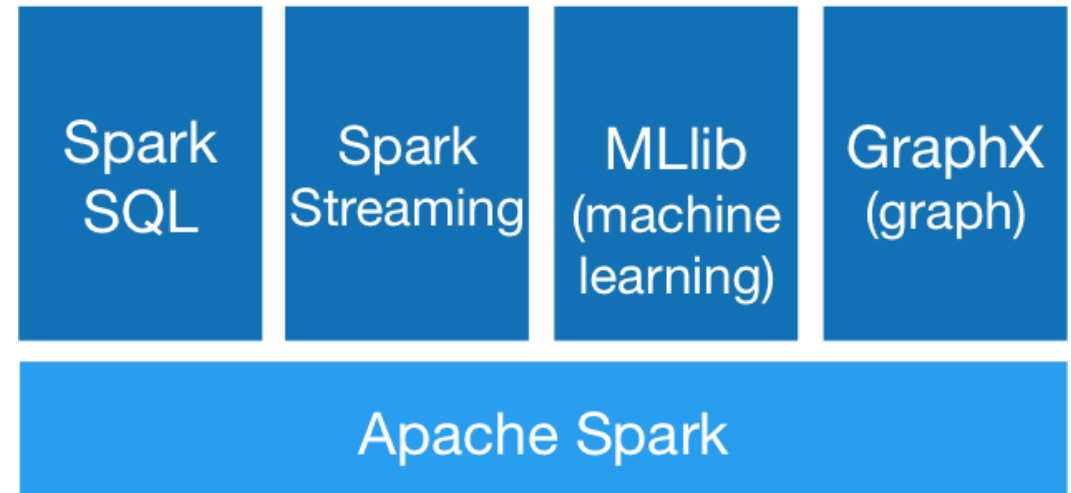 Spark
SQL
Spark
Streaming
MLlib
(machine
learning)
GraphX
(graph)
Apache Spark